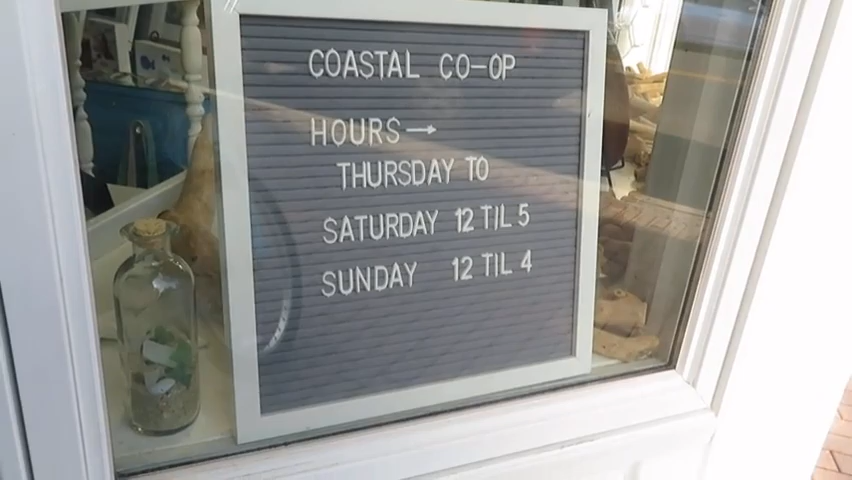 COASTAL CO-OP
HOURS→
THURSDAY TO
SATURDAY 12 TIL 5
SUNDAY 12 TIL 4